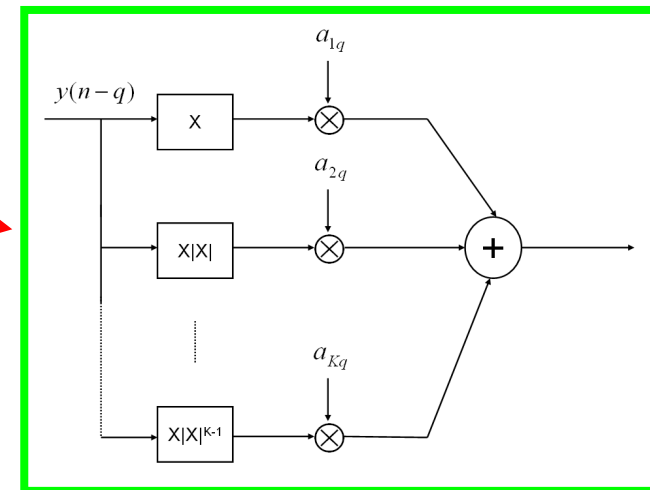 a₁q
y(n − q)
X
a₂q
X|X|
+
aKq
X|X|ᴷ⁻¹